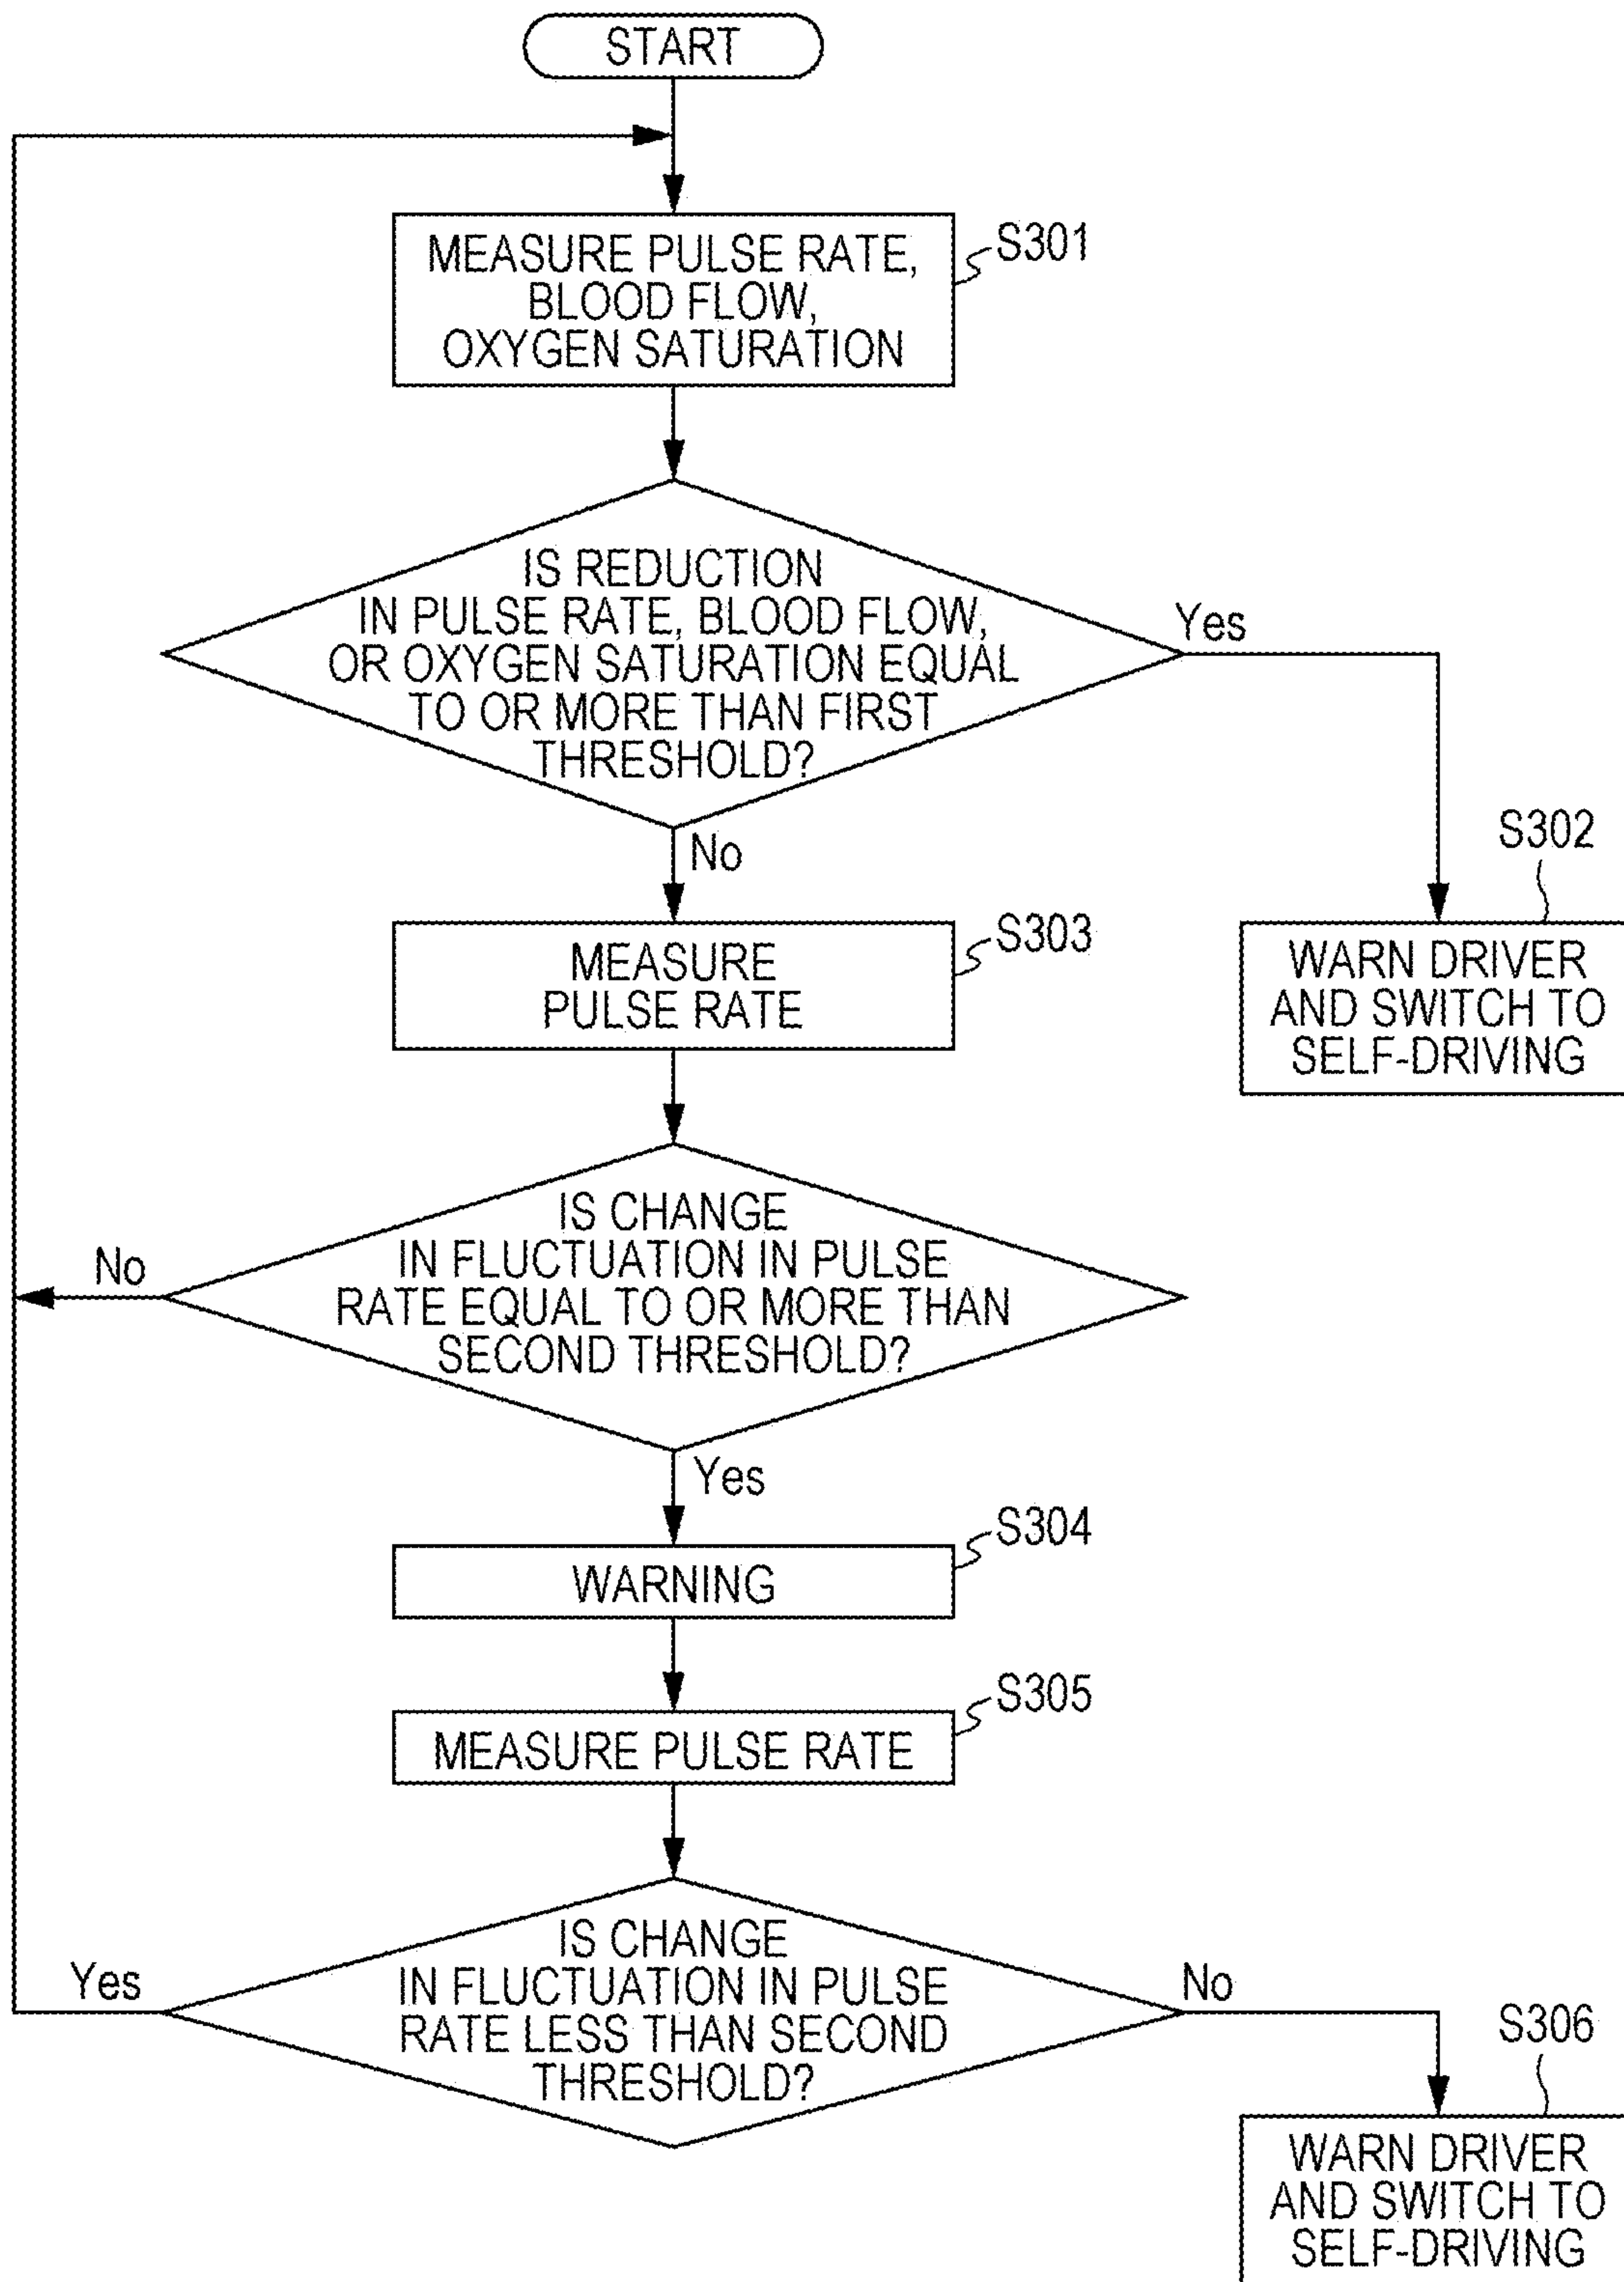 START
MEASURE PULSE RATE,
BLOOD FLOW,
OXYGEN SATURATION
S301
IS REDUCTION
IN PULSE RATE, BLOOD FLOW,
OR OXYGEN SATURATION EQUAL
TO OR MORE THAN FIRST
THRESHOLD?
Yes
No
S302
WARN DRIVER
AND SWITCH TO
SELF-DRIVING
MEASURE
PULSE RATE
S303
IS CHANGE
IN FLUCTUATION IN PULSE
RATE EQUAL TO OR MORE THAN
SECOND THRESHOLD?
No
Yes
WARNING
S304
MEASURE PULSE RATE
S305
IS CHANGE
IN FLUCTUATION IN PULSE
RATE LESS THAN SECOND
THRESHOLD?
Yes
No
S306
WARN DRIVER
AND SWITCH TO
SELF-DRIVING